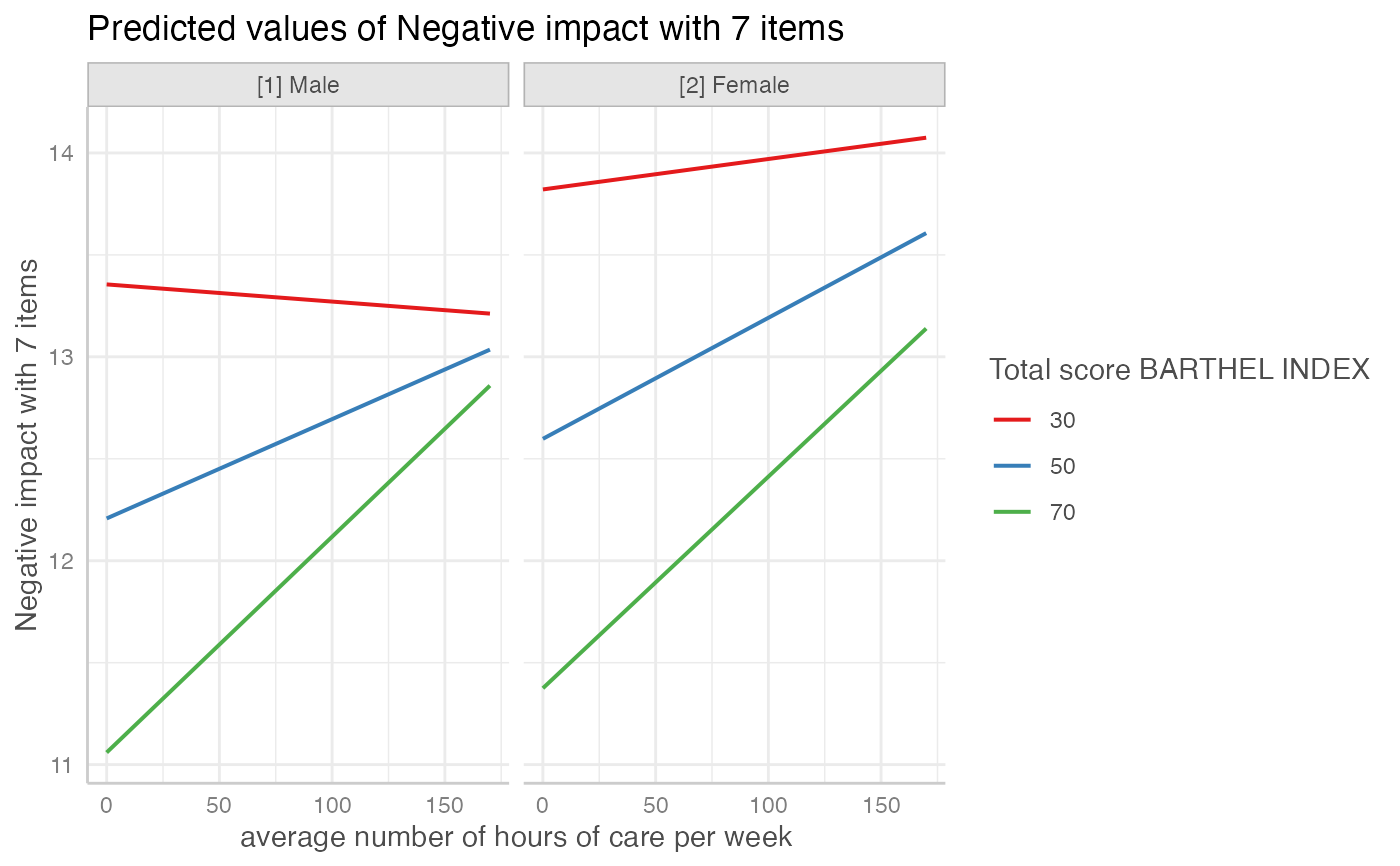 Predicted values of Negative impact with 7 items
[1] Male
[2] Female
14
13
12
11
Negative impact with 7 items
0
50
100
150
0
50
100
150
average number of hours of care per week
Total score BARTHEL INDEX
30
50
70